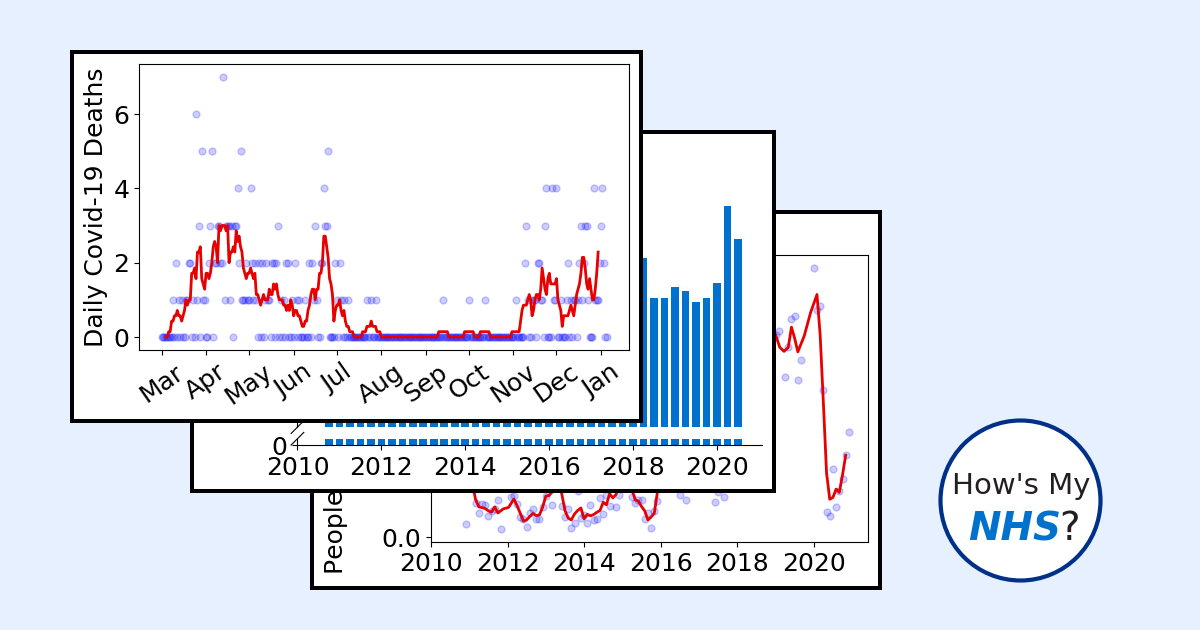 Daily Covid-19 Deaths
6
4
2
0
Mar Apr May Jun Jul Aug Sep Oct Nov Dec Jan
0
2010 2012 2014 2016 2018 2020
People
0.0
2010 2012 2014 2016 2018 2020
How's My
NHS?